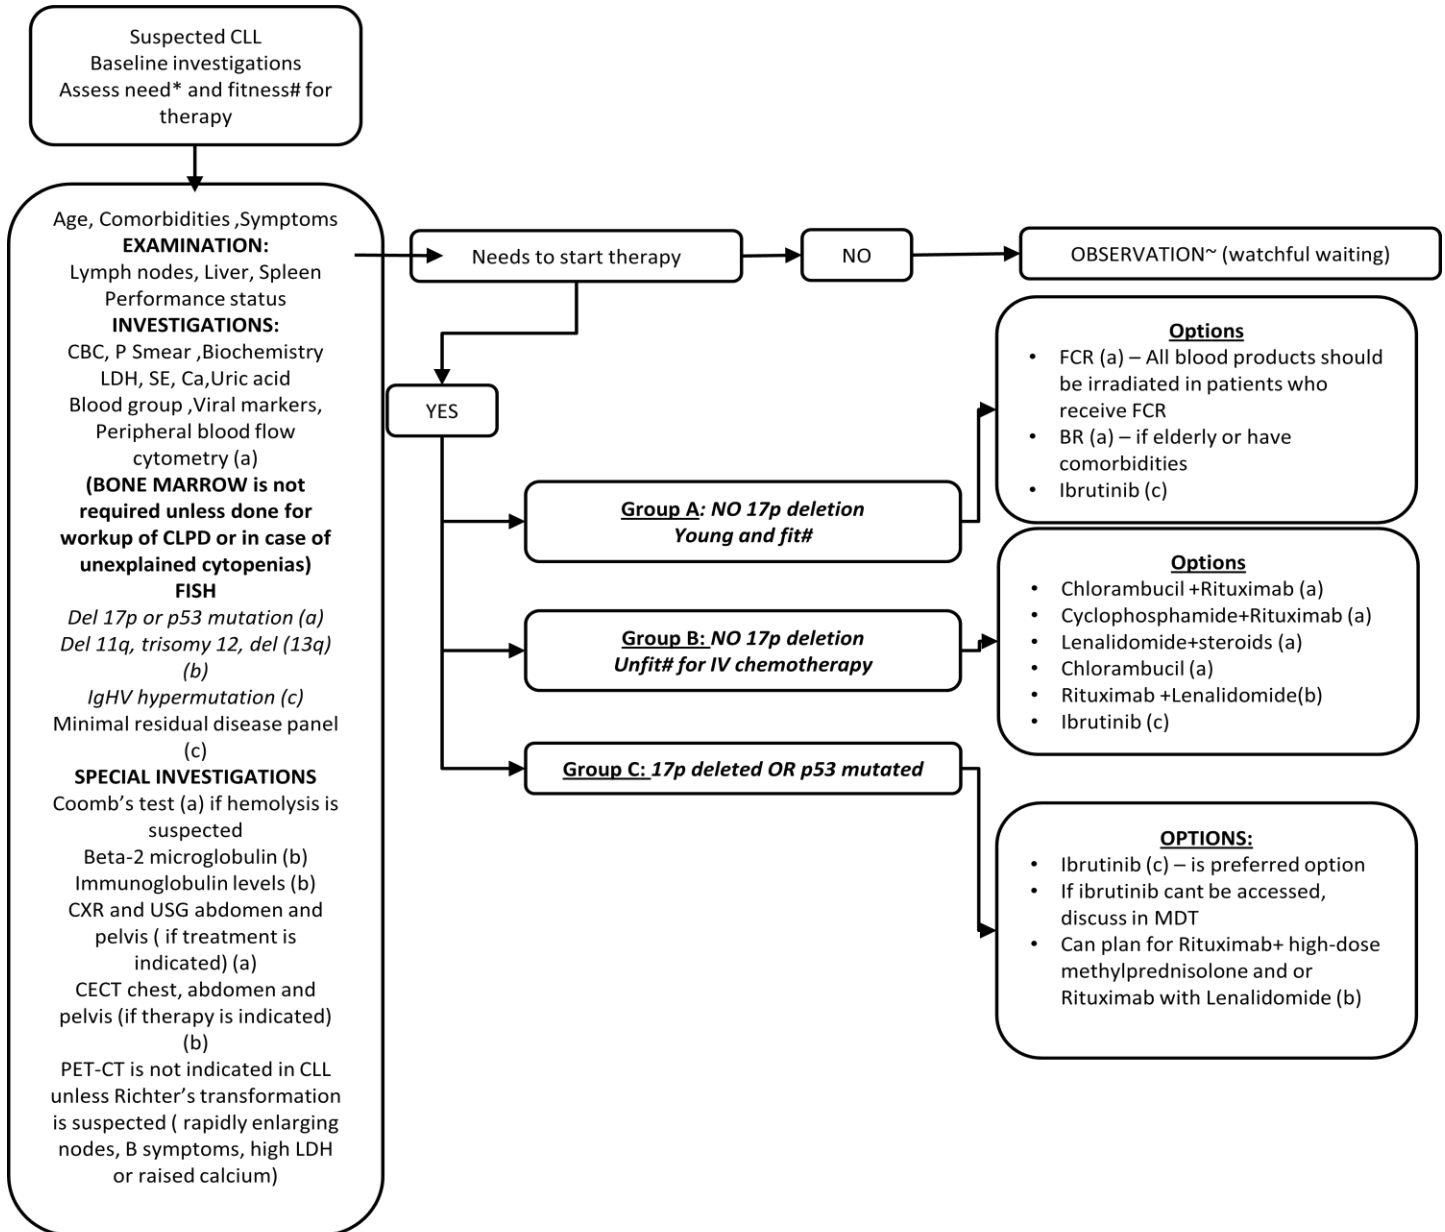 Suspected CLL
Baseline investigations
Assess need* and fitness# for
therapy
Age, Comorbidities ,Symptoms
EXAMINATION:
Lymph nodes, Liver, Spleen
Performance status
INVESTIGATIONS:
CBC, P Smear ,Biochemistry
LDH, SE, Ca,Uric acid
Blood group ,Viral markers,
Peripheral blood flow
cytometry (a)
(BONE MARROW is not
required unless done for
workup of CLPD or in case of
unexplained cytopenias)
FISH
Del 17p or p53 mutation (a)
Del 11q, trisomy 12, del (13q)
(b)
IgHV hypermutation (c)
Minimal residual disease panel
(c)
SPECIAL INVESTIGATIONS
Coomb's test (a) if hemolysis is
suspected
Beta-2 microglobulin (b)
Immunoglobulin levels (b)
CXR and USG abdomen and
pelvis ( if treatment is
indicated) (a)
CECT chest, abdomen and
pelvis (if therapy is indicated)
(b)
PET-CT is not indicated in CLL
unless Richter's transformation
is suspected ( rapidly enlarging
nodes, B symptoms, high LDH
or raised calcium)
Needs to start therapy
NO
OBSERVATION~ (watchful waiting)
YES
Group A: NO 17p deletion
Young and fit#
Options
• FCR (a) – All blood products should
be irradiated in patients who
receive FCR
• BR (a) – if elderly or have
comorbidities
• Ibrutinib (c)
Group B: NO 17p deletion
Unfit# for IV chemotherapy
Options
• Chlorambucil +Rituximab (a)
• Cyclophosphamide+Rituximab (a)
• Lenalidomide+steroids (a)
• Chlorambucil (a)
• Rituximab +Lenalidomide(b)
• Ibrutinib (c)
Group C: 17p deleted OR p53 mutated
OPTIONS:
• Ibrutinib (c) – is preferred option
• If ibrutinib cant be accessed,
discuss in MDT
• Can plan for Rituximab+ high-dose
methylprednisolone and or
Rituximab with Lenalidomide (b)